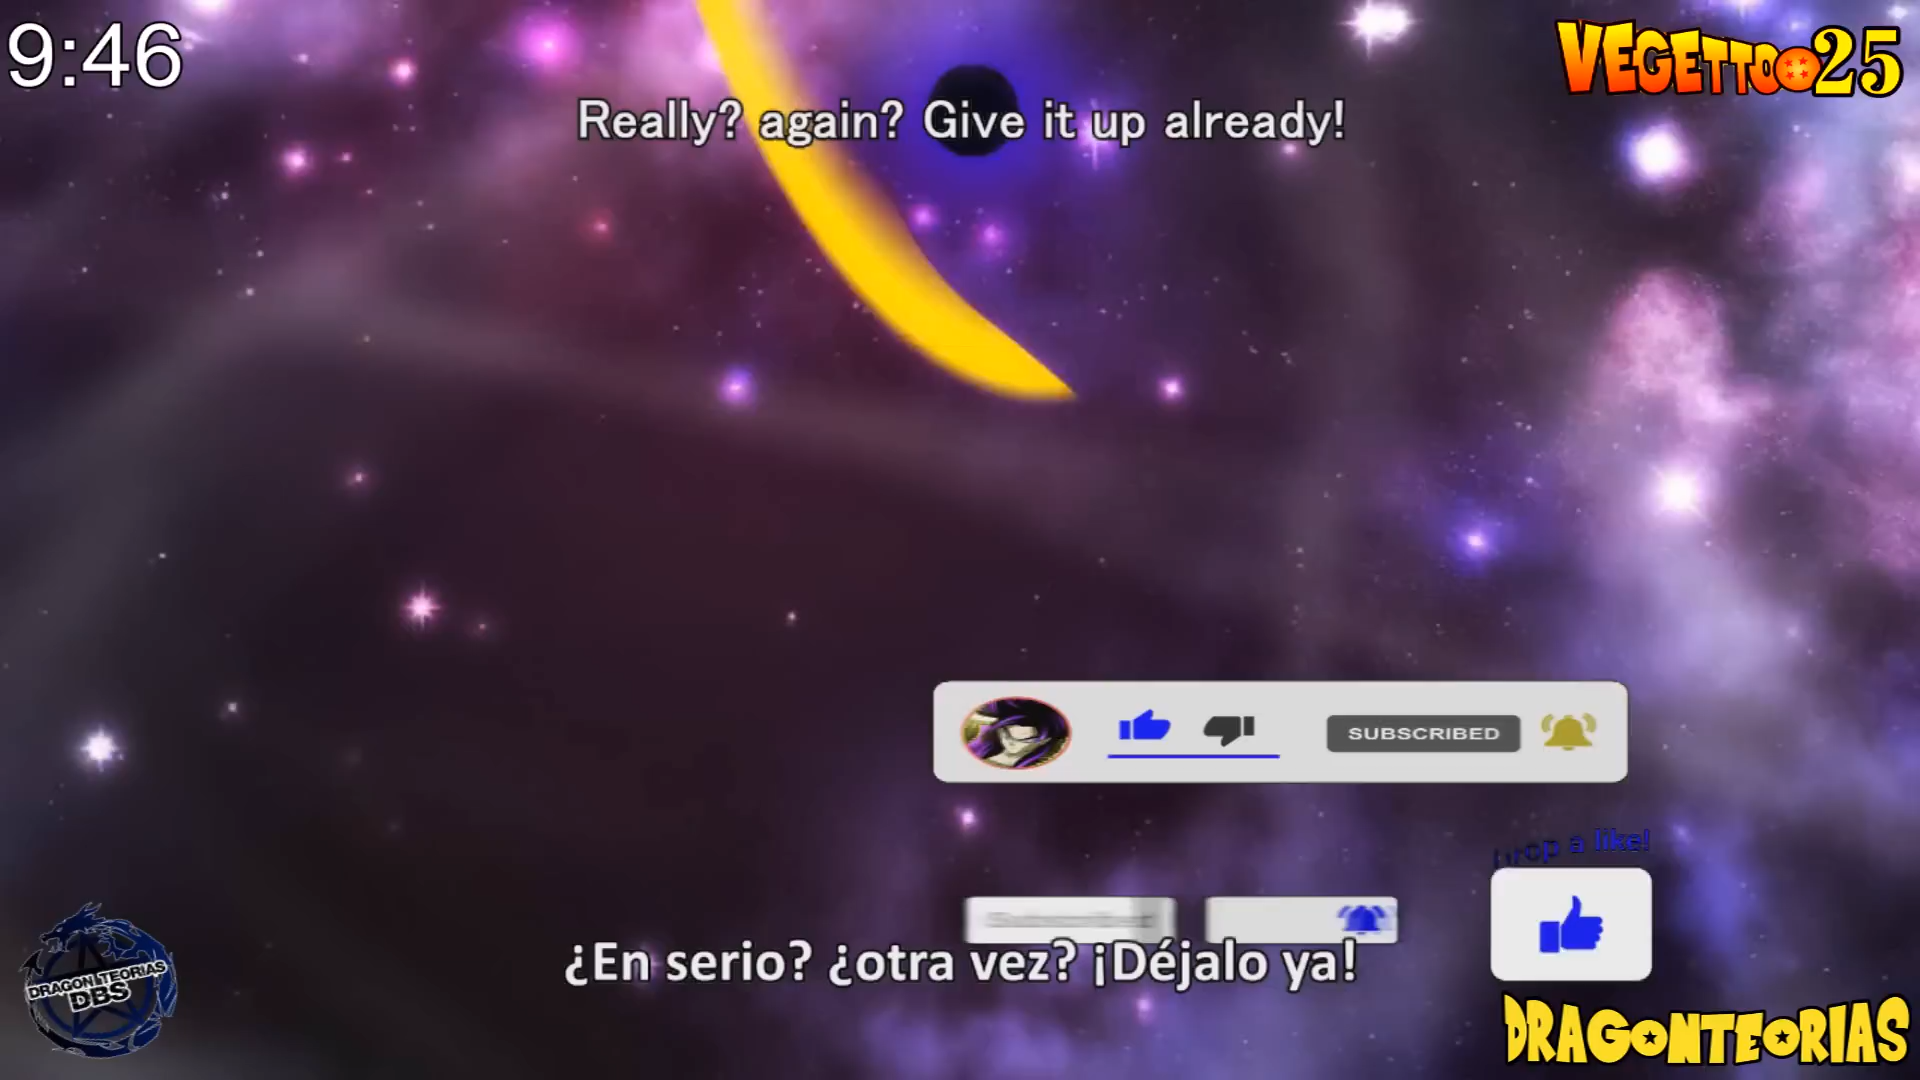 9:46
VEGETTO 25
Really? again? Give it up already!
SUBSCRIBED
Drop a like!
¿En serio? ¿otra vez? ¡Déjalo ya!
DRAGON TEORIAS
DBS
DRAGONTEORIAS